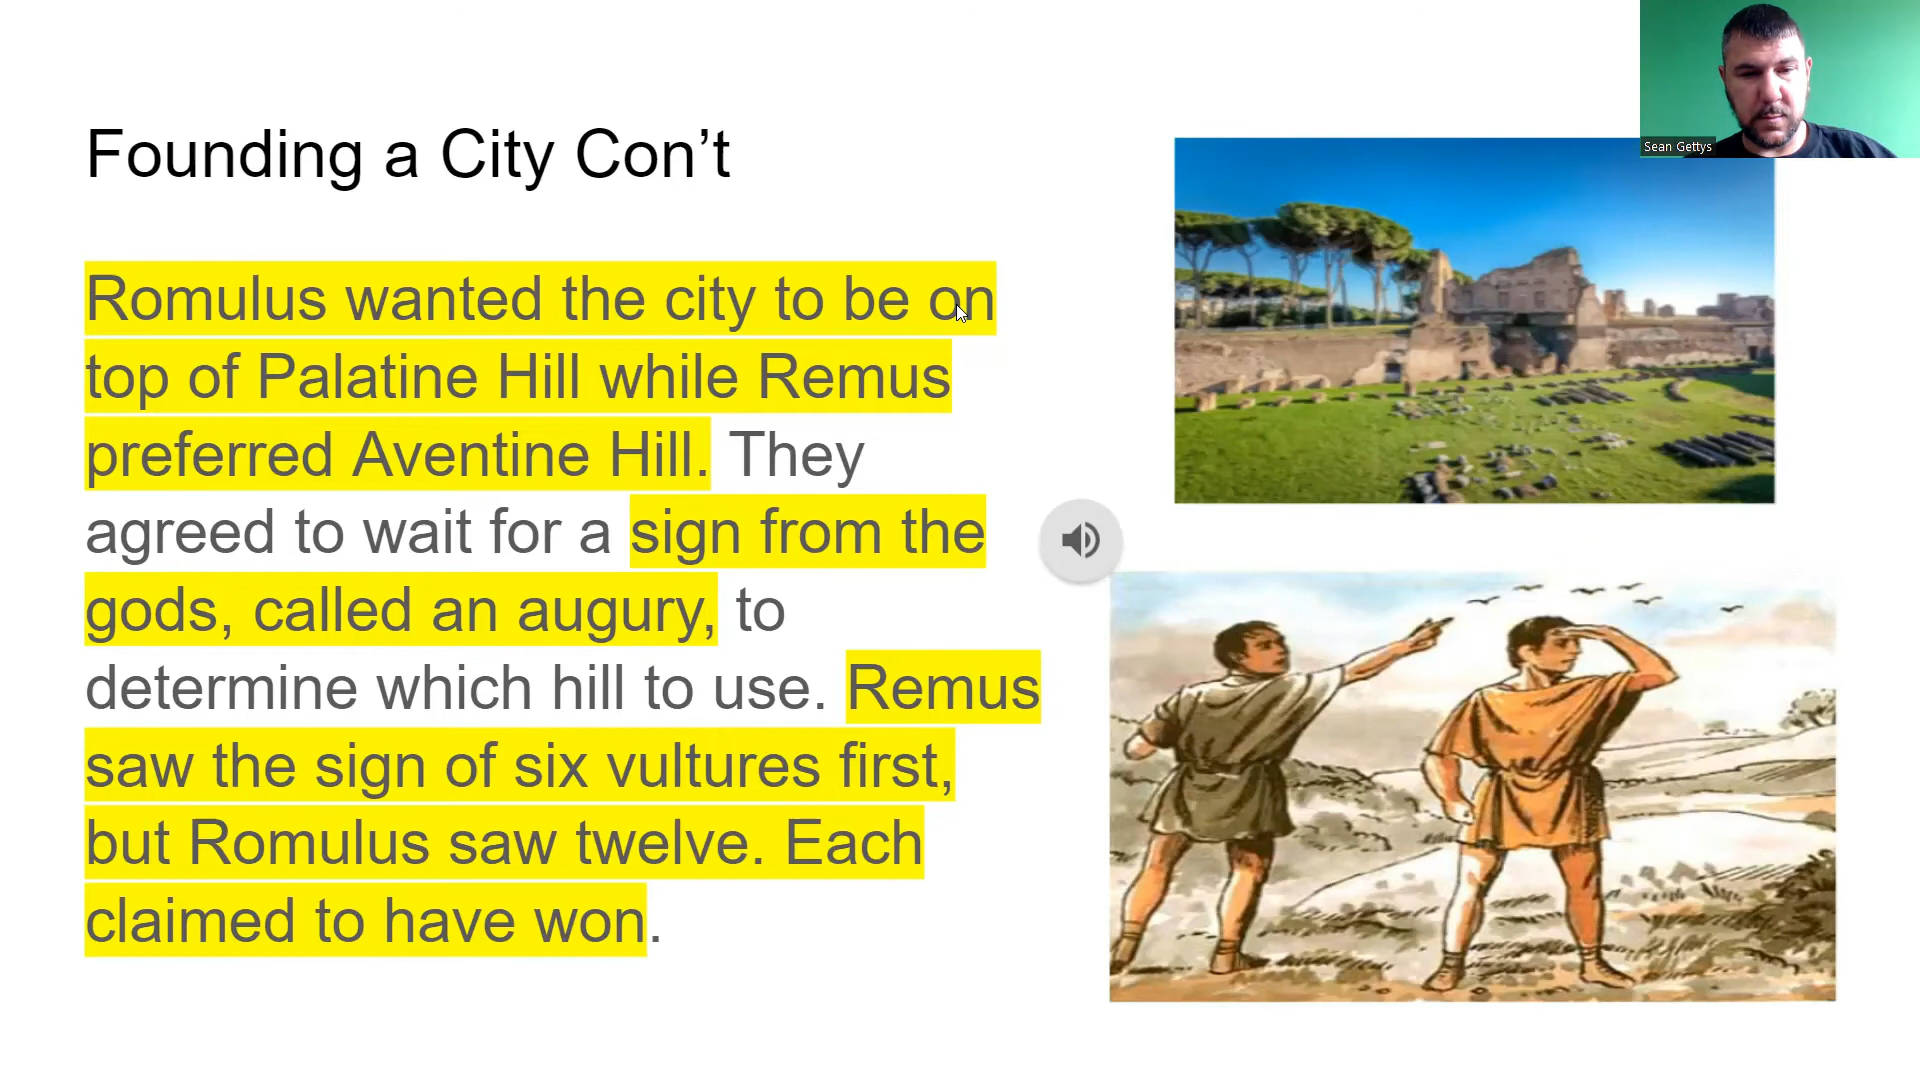 Founding a City Con’t
Sean Gettys
Romulus wanted the city to be on
top of Palatine Hill while Remus
preferred Aventine Hill. They
agreed to wait for a sign from the
gods, called an augury, to
determine which hill to use. Remus
saw the sign of six vultures first,
but Romulus saw twelve. Each
claimed to have won.